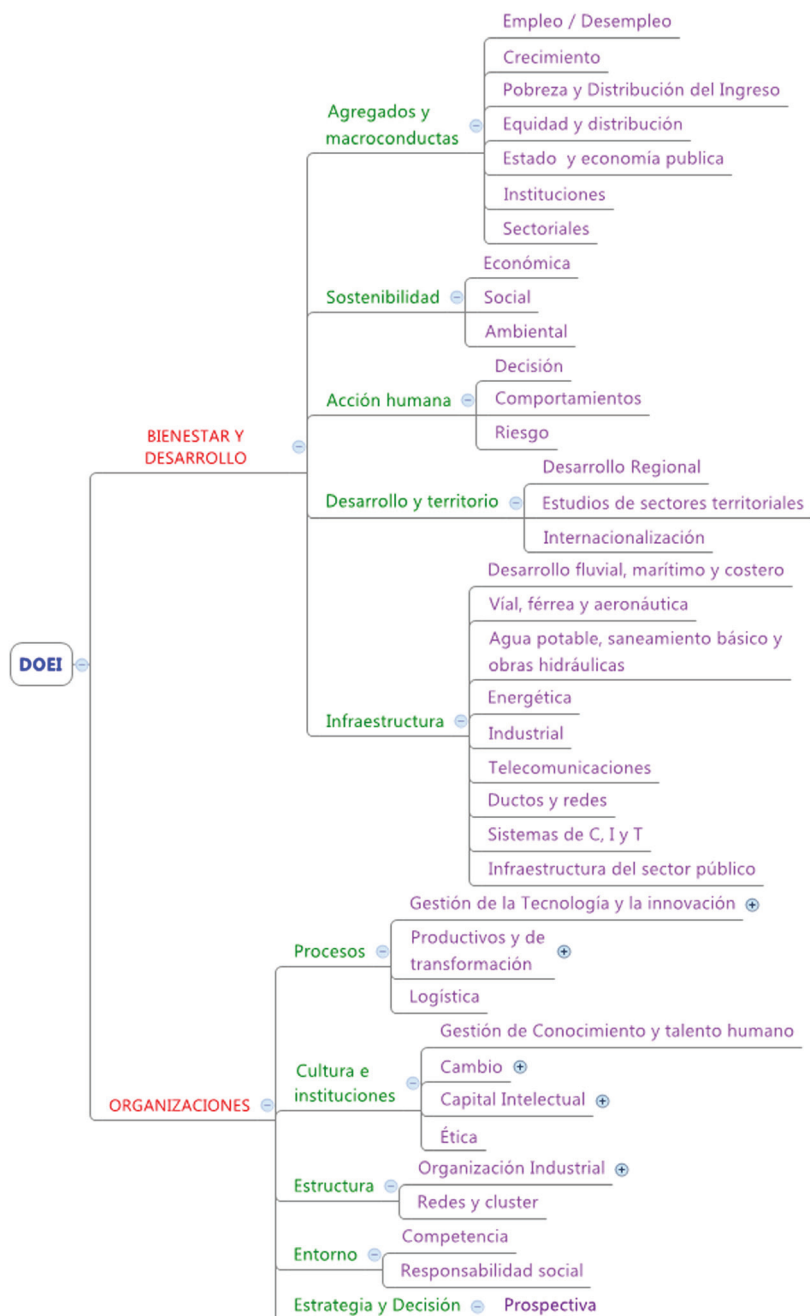 Empleo / Desempleo
Crecimiento
Pobreza y Distribución del Ingreso
Agregados y
macroconductas
Equidad y distribución
Estado y economía publica
Instituciones
Sectoriales
Económica
Sostenibilidad
Social
Ambiental
Decisión
Acción humana
Comportamientos
Riesgo
BIENESTAR Y
DESARROLLO
Desarrollo Regional
Desarrollo y territorio
Estudios de sectores territoriales
Internacionalización
Desarrollo fluvial, marítimo y costero
Víal, férrea y aeronáutica
Agua potable, saneamiento básico y
obras hidráulicas
DOEI
Energética
Infraestructura
Industrial
Telecomunicaciones
Ductos y redes
Sistemas de C, I y T
Infraestructura del sector público
Gestión de la Tecnología y la innovación
Procesos
Productivos y de
transformación
Logística
Gestión de Conocimiento y talento humano
Cultura e
instituciones
Cambio
Capital Intelectual
Ética
ORGANIZACIONES
Organización Industrial
Estructura
Redes y cluster
Competencia
Entorno
Responsabilidad social
Estrategia y Decisión
Prospectiva